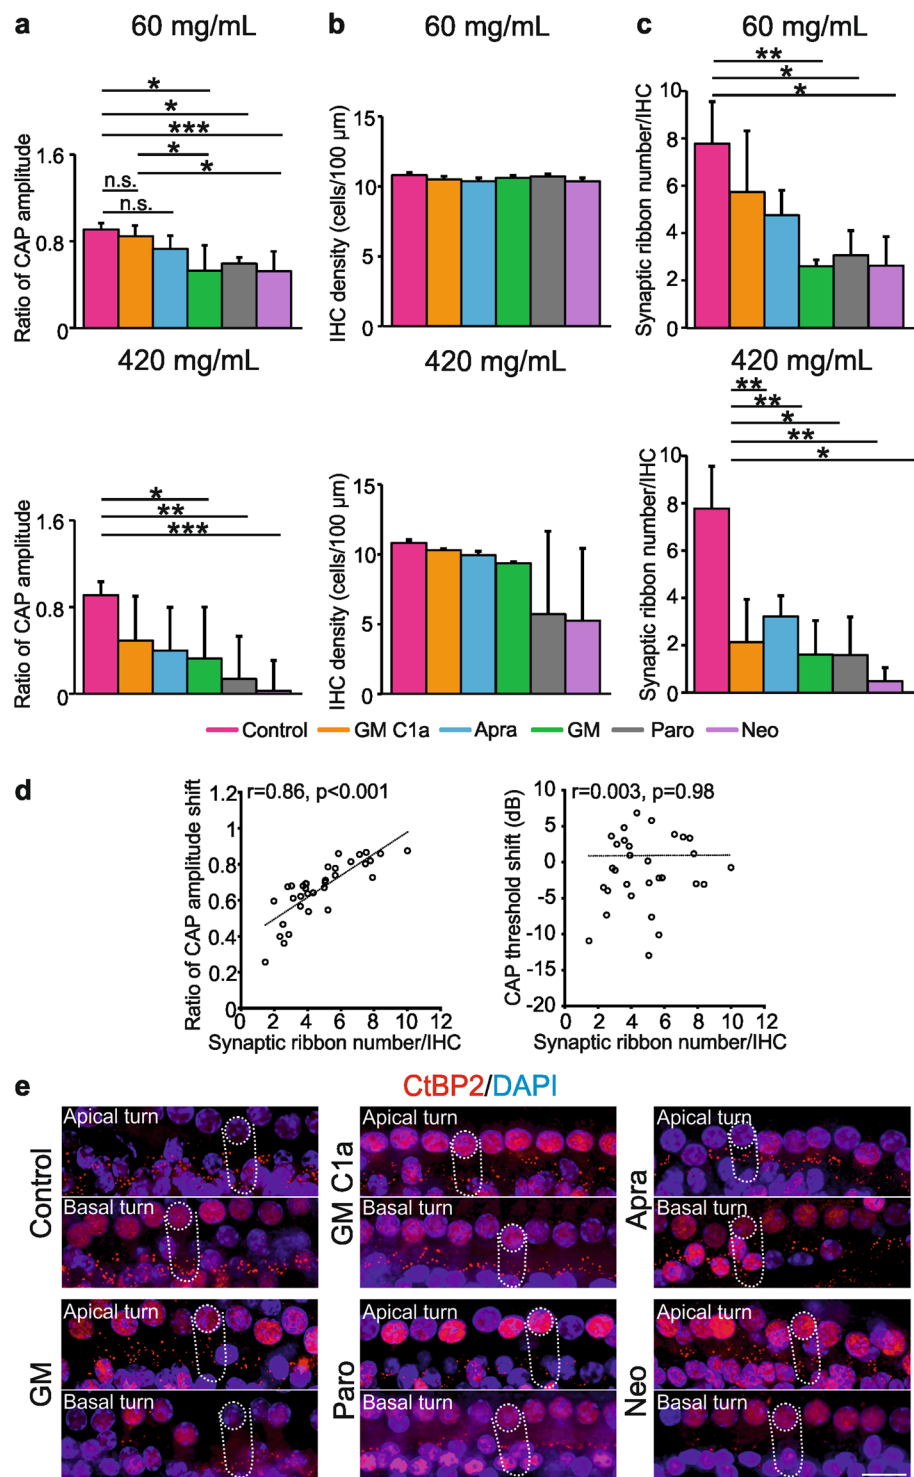 a
60 mg/mL
*
*
***
*
*
n.s.
n.s.
Ratio of CAP amplitude
1.6
0.8
0
b
IHC density (cells/100 µm)
15
10
5
0
c
60 mg/mL
**
*
*
Synaptic ribbon number/IHC
10
8
6
4
2
0
420 mg/mL
*
**
***
Ratio of CAP amplitude
1.6
0.8
0
420 mg/mL
IHC density (cells/100 µm)
15
10
5
0
420 mg/mL
**
**
*
**
*
Synaptic ribbon number/IHC
10
8
6
4
2
0
Control GM C1a Apra GM Paro Neo
d
r=0.86, p<0.001
Ratio of CAP amplitude shift
1.2
1
0.8
0.6
0.4
0.2
0
0 2 4 6 8 10 12
Synaptic ribbon number/IHC
r=0.003, p=0.98
CAP threshold shift (dB)
10
5
0
-5
-10
-15
-20
0 2 4 6 8 10 12
Synaptic ribbon number/IHC
e
CtBP2/DAPI
Control
Apical turn
Basal turn
GM C1a
Apical turn
Basal turn
Apra
Apical turn
Basal turn
GM
Apical turn
Basal turn
Paro
Apical turn
Basal turn
Neo
Apical turn
Basal turn